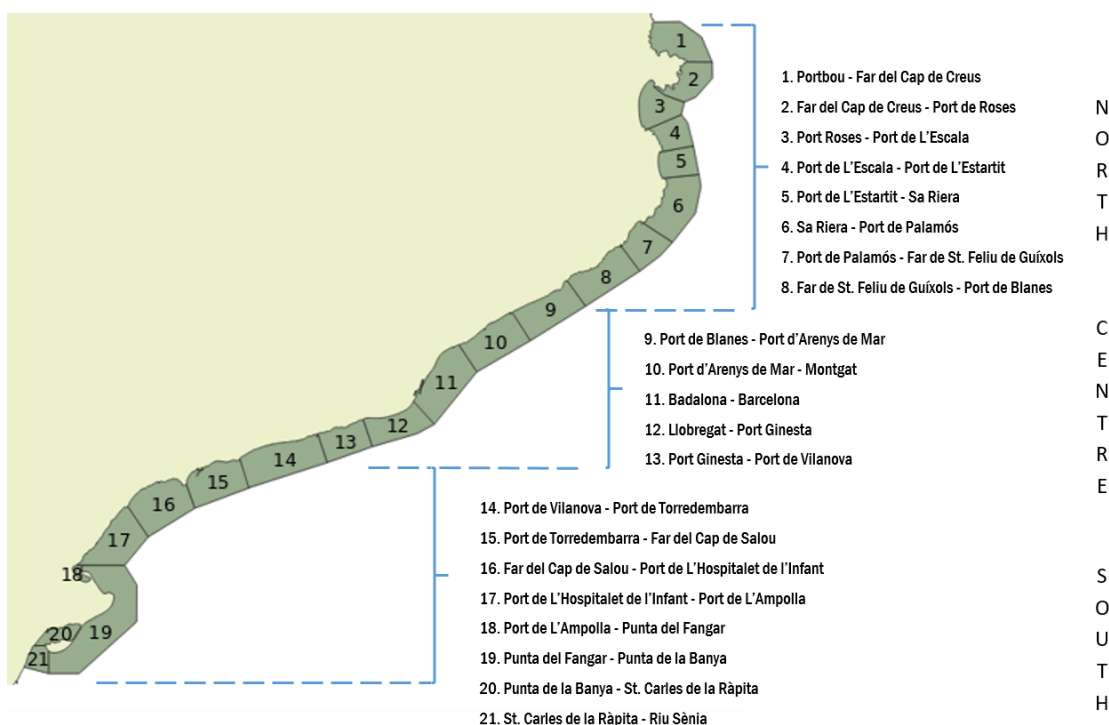 1
2
3
4
5
6
7
8
9
10
11
12
13
14
15
16
17
18
19
20
21
1. Portbou - Far del Cap de Creus
2. Far del Cap de Creus - Port de Roses
3. Port Roses - Port de L'Escala
4. Port de L'Escala - Port de L'Estartit
5. Port de L'Estartit - Sa Riera
6. Sa Riera - Port de Palamós
7. Port de Palamós - Far de St. Feliu de Guíxols
8. Far de St. Feliu de Guíxols - Port de Blanes
NORTH
9. Port de Blanes - Port d'Arenys de Mar
10. Port d'Arenys de Mar - Montgat
11. Badalona - Barcelona
12. Llobregat - Port Ginesta
13. Port Ginesta - Port de Vilanova
CENTRE
14. Port de Vilanova - Port de Torredembarra
15. Port de Torredembarra - Far del Cap de Salou
16. Far del Cap de Salou - Port de L'Hospitalet de l'Infant
17. Port de L'Hospitalet de l'Infant - Port de L'Ampolla
18. Port de L'Ampolla - Punta del Fangar
19. Punta del Fangar - Punta de la Banya
20. Punta de la Banya - St. Carles de la Ràpita
21. St. Carles de la Ràpita - Riu Sènia
SOUTH